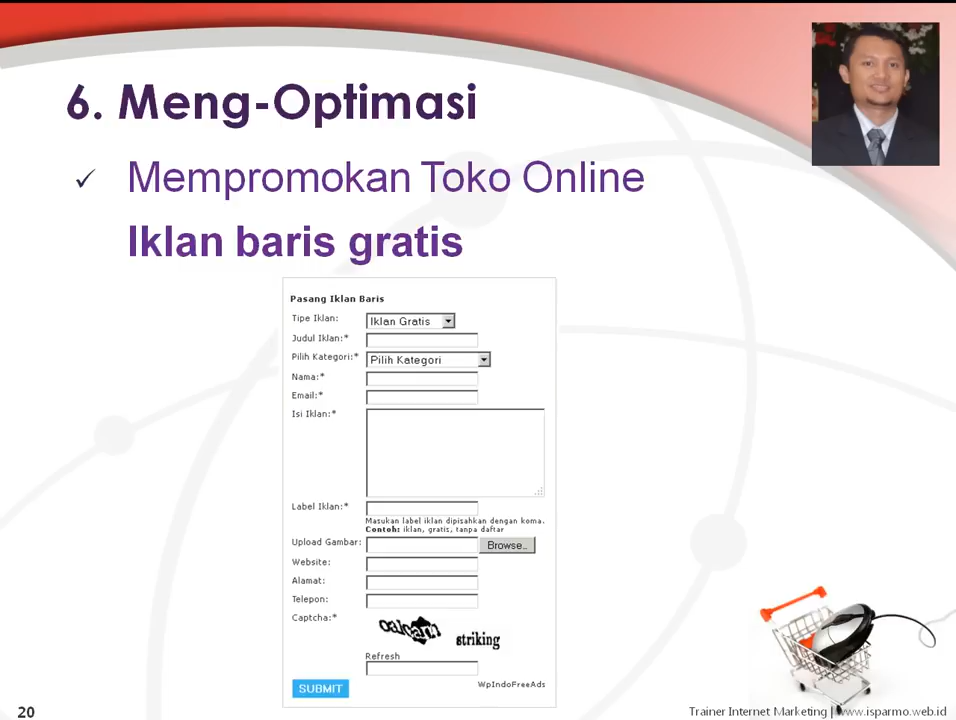 6. Meng-Optimasi
✓ Mempromokan Toko Online
Iklan baris gratis
Pasang Iklan Baris
Tipe Iklan: Iklan Gratis
Judul Iklan:*
Pilih Kategori:* Pilih Kategori
Nama:*
Email:*
Isi Iklan:*
Label Iklan:*
Masukan label iklan dipisahkan dengan koma.
Contoh: iklan, gratis, tanpa daftar
Upload Gambar: Browse..
Website:
Alamat:
Telepon:
Captcha:*
striking
Refresh
WpIndoFreeAds
SUBMIT
20
Trainer Internet Marketing | www.isparmo.web.id